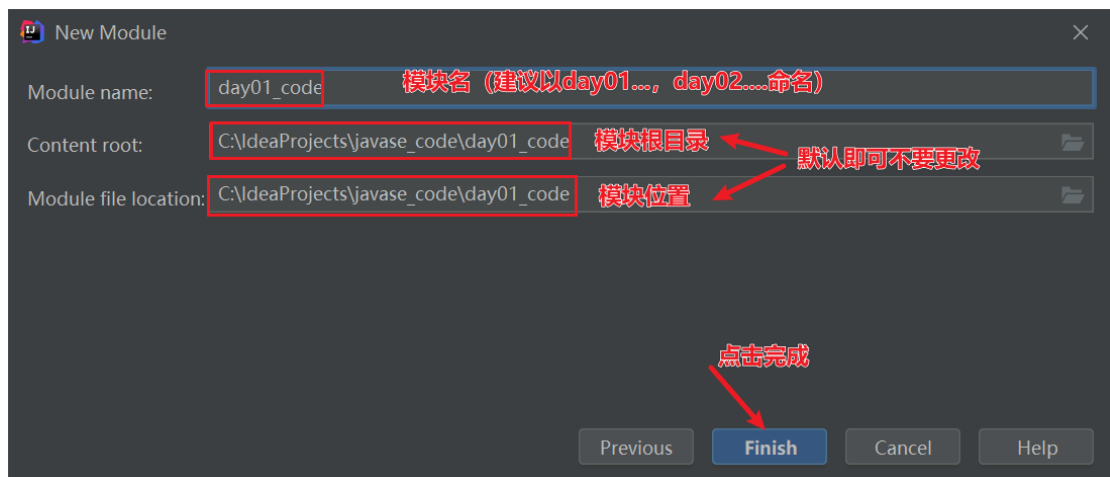 New Module
Module name: day01_code 模块名（建议以day01...，day02....命名）
Content root: C:\IdeaProjects\javase_code\day01_code 模块根目录
默认即可不要更改
Module file location: C:\IdeaProjects\javase_code\day01_code 模块位置
点击完成
Previous Finish Cancel Help